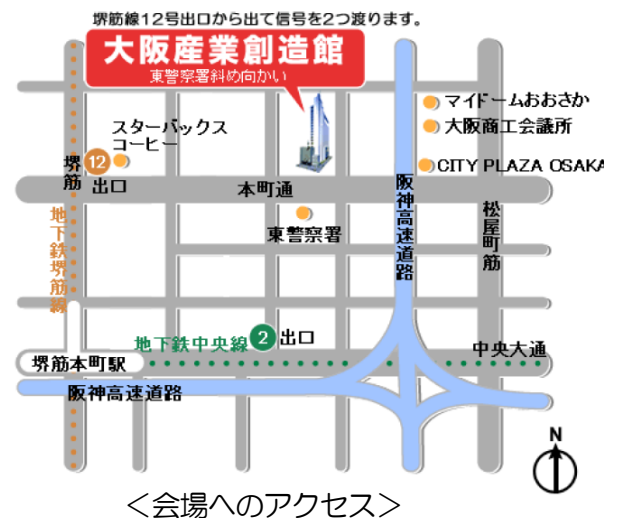 堺筋線12号出口から出て信号を2つ渡ります。
大阪産業創造館
東警察署斜め向かい
マイドームおおさか
大阪商工会議所
スターバックス
コーヒー
堺筋
12
出口
CITY PLAZA OSAKA
本町通
阪神高速道路
松屋町筋
地下鉄堺筋線
東警察署
地下鉄中央線
2
出口
中央大通
堺筋本町駅
阪神高速道路
N
＜会場へのアクセス＞